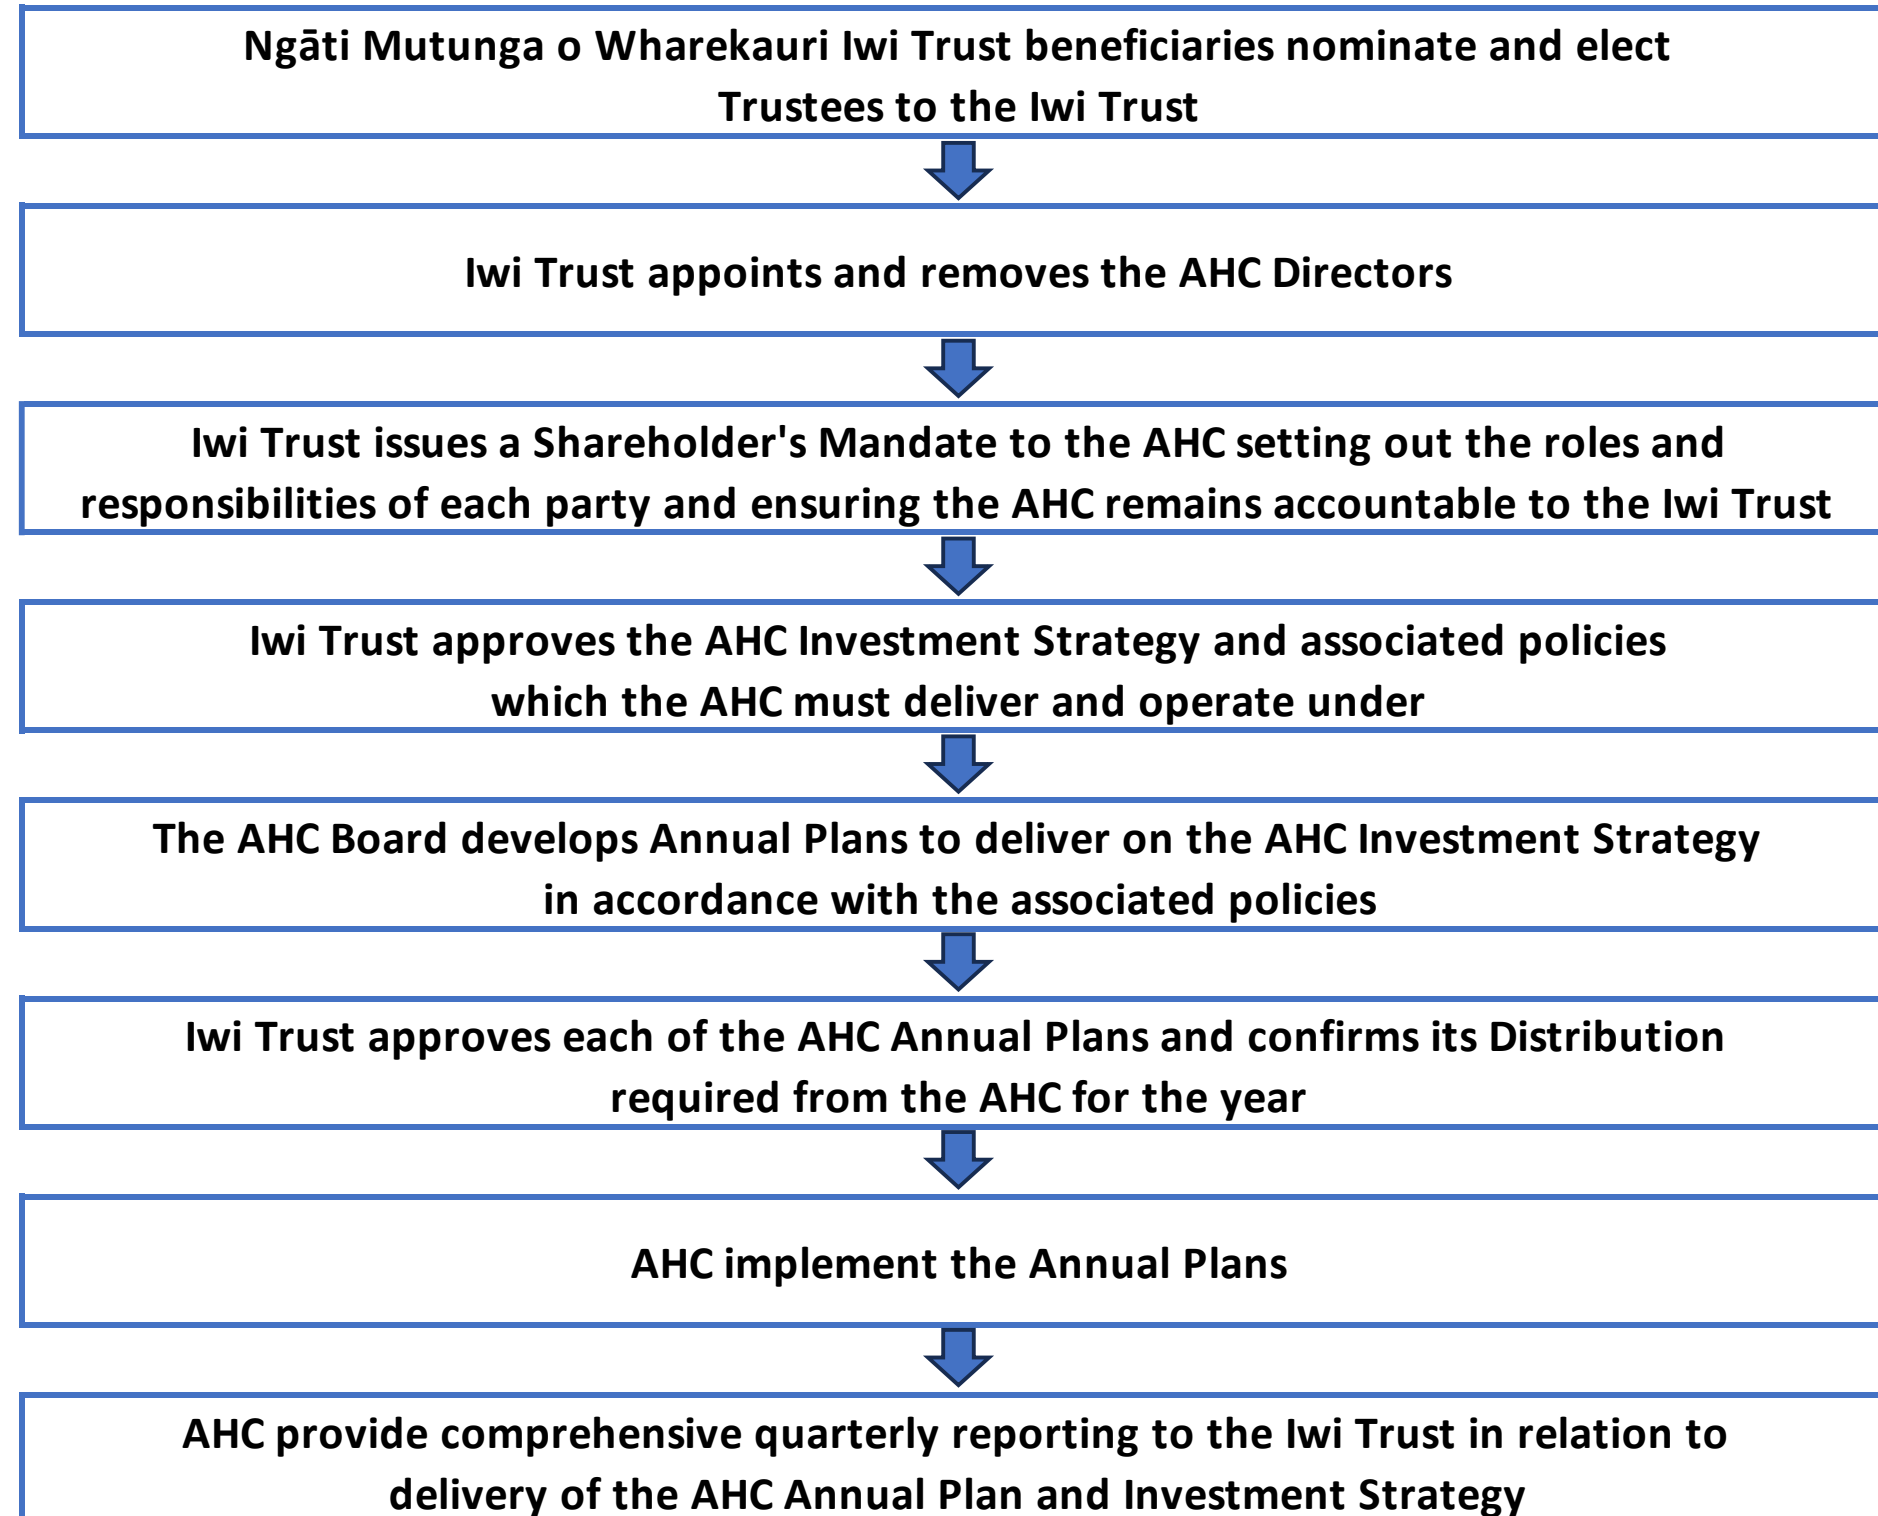 Ngāti Mutunga o Wharekauri Iwi Trust beneficiaries nominate and elect
Trustees to the Iwi Trust
Iwi Trust appoints and removes the AHC Directors
Iwi Trust issues a Shareholder's Mandate to the AHC setting out the roles and
responsibilities of each party and ensuring the AHC remains accountable to the Iwi Trust
Iwi Trust approves the AHC Investment Strategy and associated policies
which the AHC must deliver and operate under
The AHC Board develops Annual Plans to deliver on the AHC Investment Strategy
in accordance with the associated policies
Iwi Trust approves each of the AHC Annual Plans and confirms its Distribution
required from the AHC for the year
AHC implement the Annual Plans
AHC provide comprehensive quarterly reporting to the Iwi Trust in relation to
delivery of the AHC Annual Plan and Investment Strategy